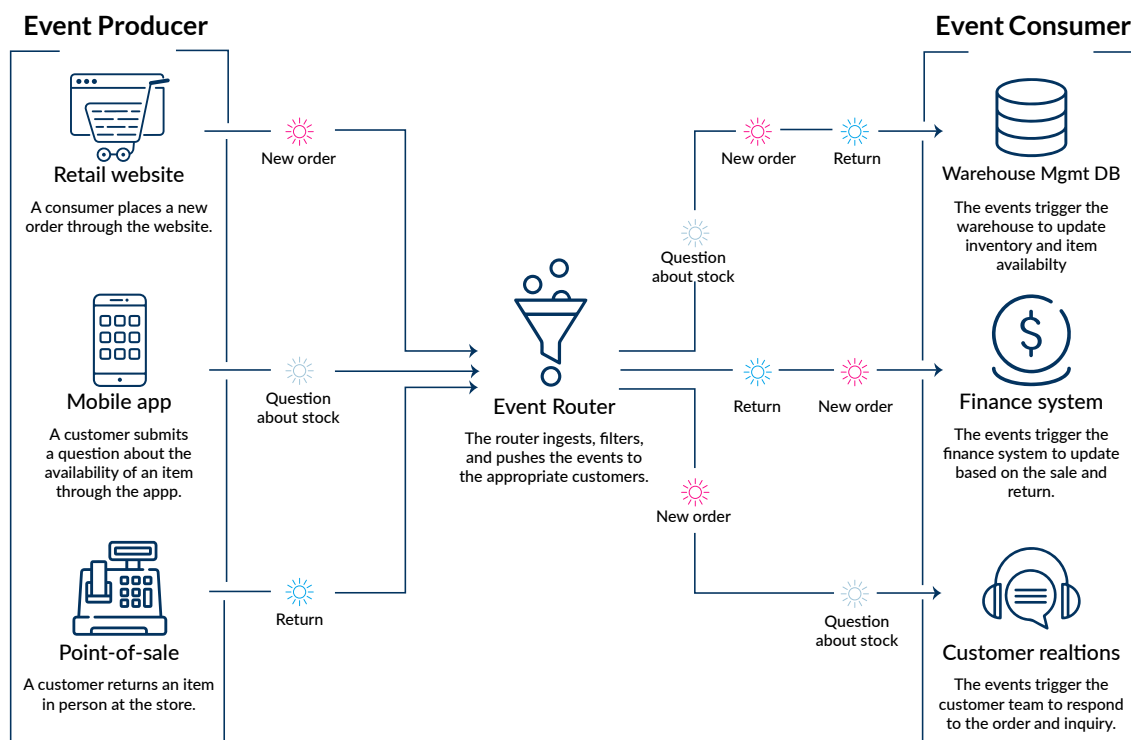 Event Producer
Retail website
A consumer places a new
order through the website.
Mobile app
A customer submits
a question about the
availability of an item
through the appp.
Point-of-sale
A customer returns an item
in person at the store.
New order
Question
about stock
Return
Event Router
The router ingests, filters,
and pushes the events to
the appropriate customers.
New order
Return
Question
about stock
Return
New order
New order
Question
about stock
Event Consumer
Warehouse Mgmt DB
The events trigger the
warehouse to update
inventory and item
availabilty
Finance system
The events trigger the
finance system to update
based on the sale and
return.
Customer realtions
The events trigger the
customer team to respond
to the order and inquiry.